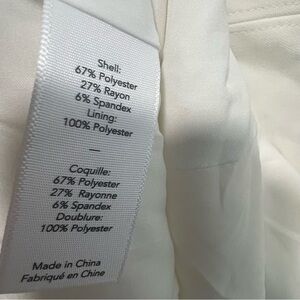 Shell:
67% Polyester
27% Rayon
6% Spandex
Lining:
100% Polyester
—
Coquille:
67% Polyester
27% Rayonne
6% Spandex
Doublure:
100% Polyester
Made in China
Fabriqué en Chine